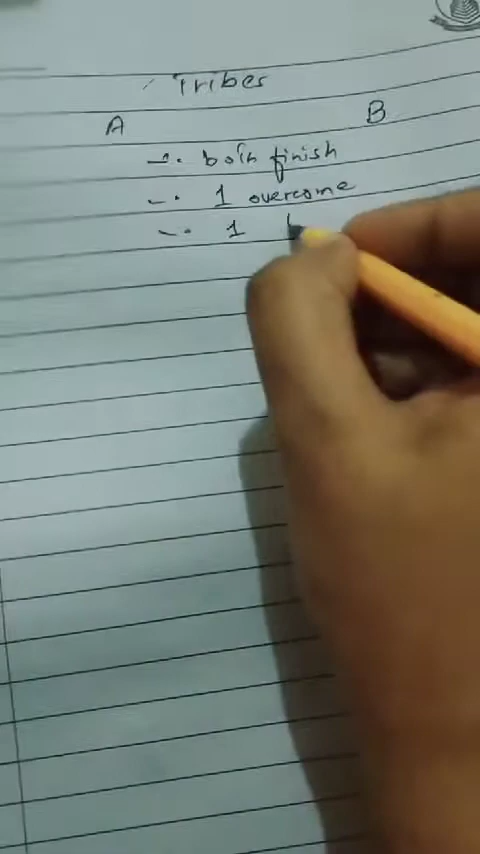 Tribes
A B
-. both finish
-. 1 overcome
-. 1